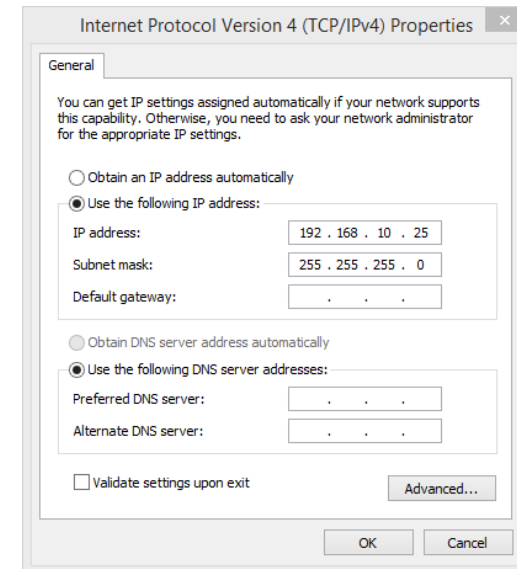 Internet Protocol Version 4 (TCP/IPv4) Properties
General
You can get IP settings assigned automatically if your network supports
this capability. Otherwise, you need to ask your network administrator
for the appropriate IP settings.
Obtain an IP address automatically
Use the following IP address:
IP address: 192 . 168 . 10 . 25
Subnet mask: 255 . 255 . 255 . 0
Default gateway: . . .
Obtain DNS server address automatically
Use the following DNS server addresses:
Preferred DNS server: . . .
Alternate DNS server: . . .
Validate settings upon exit
Advanced...
OK Cancel